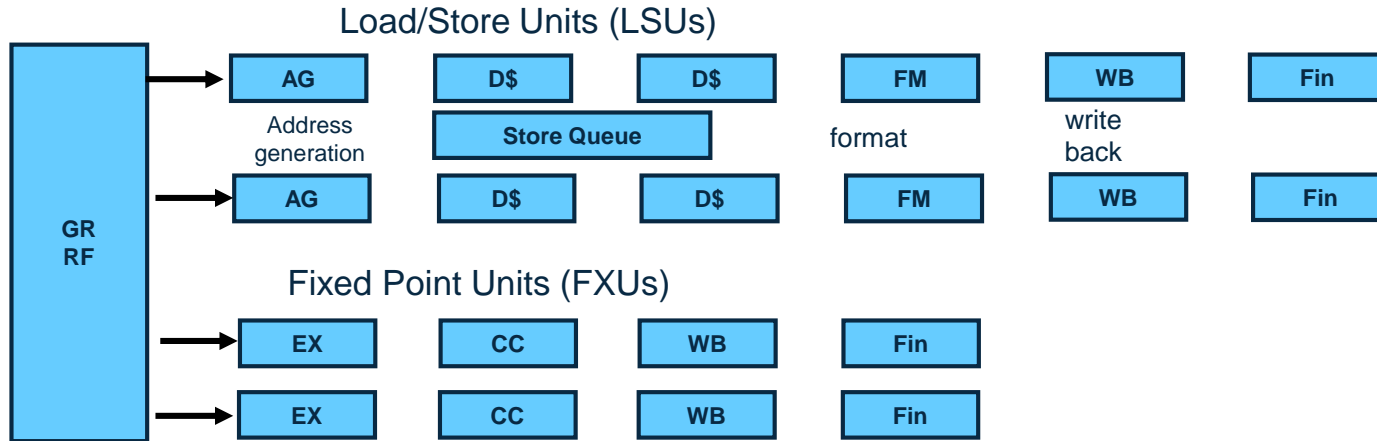 Load/Store Units (LSUs)
AG
D$
D$
FM
WB
Fin
Address
generation
Store Queue
format
write
back
AG
D$
D$
FM
WB
Fin
GR
RF
Fixed Point Units (FXUs)
EX
CC
WB
Fin
EX
CC
WB
Fin